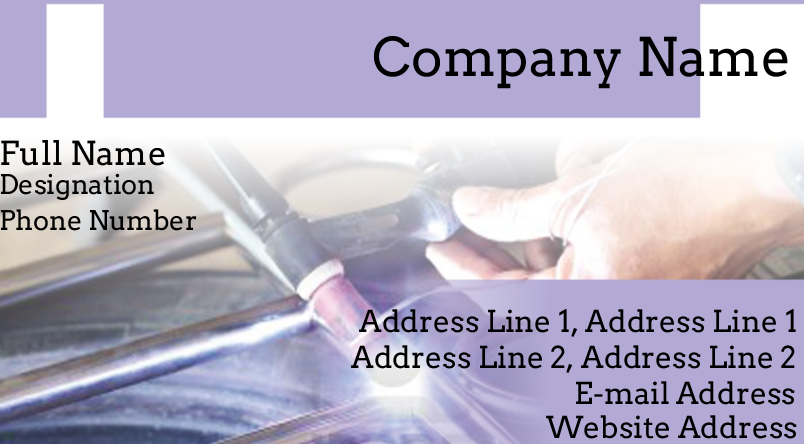 Company Name
Full Name
Designation
Phone Number
Address Line 1, Address Line 1
Address Line 2, Address Line 2
E-mail Address
Website Address